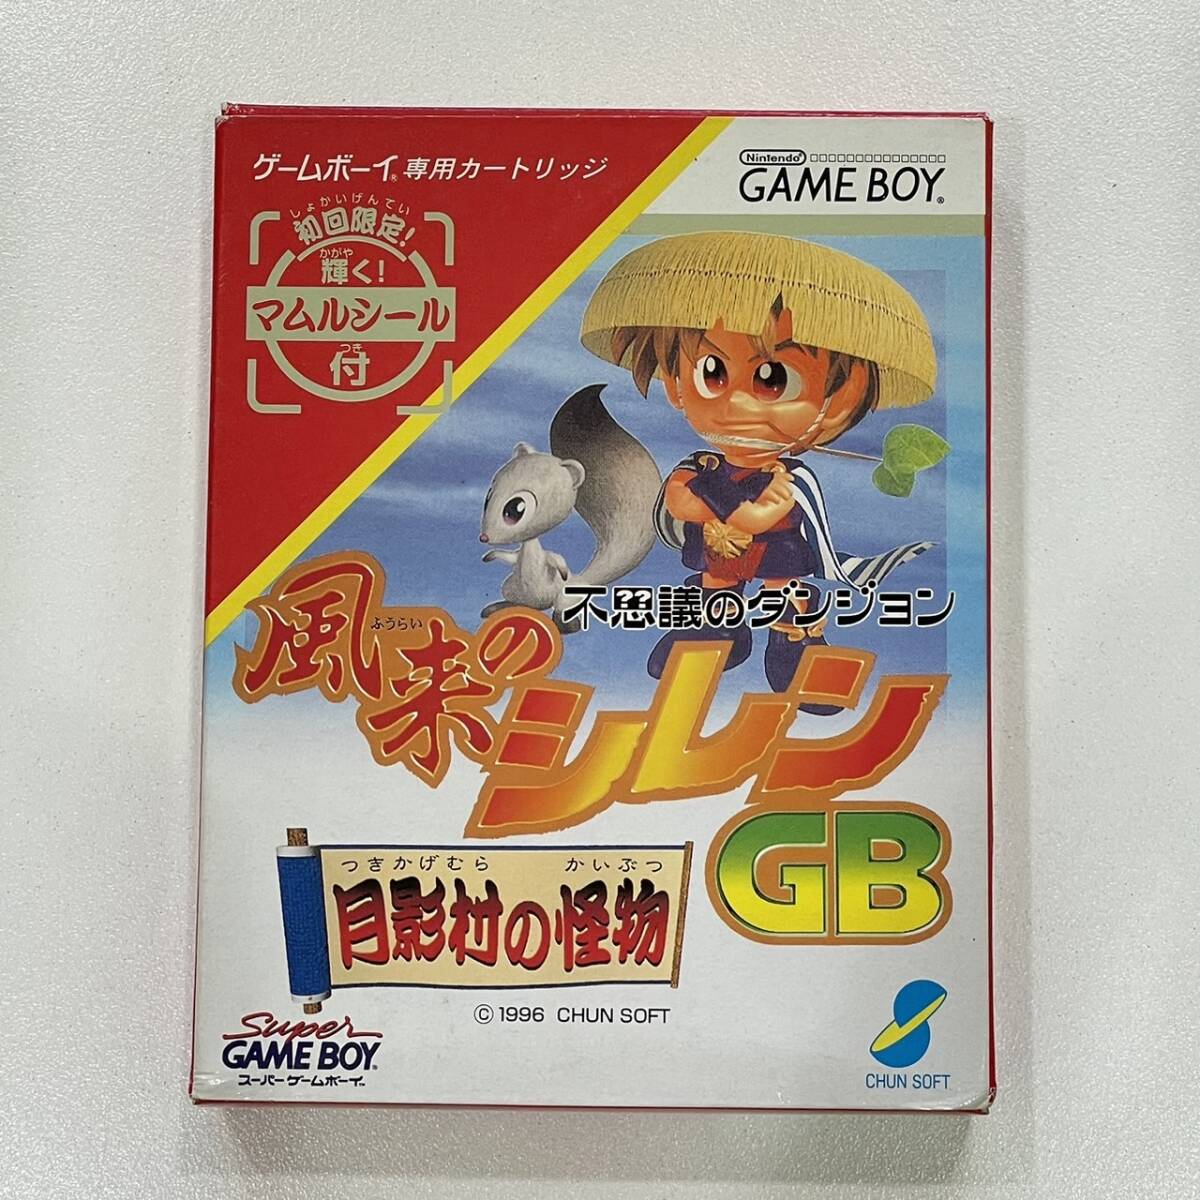 ゲームボーイ® 専用カートリッジ
Nintendo®
GAME BOY®
しょかいげんてい
初回限定!
かがや
輝く!
マムルシール
つき
付
不思議のダンジョン
ふうらい
風来の
シレン
GB
つきかげむら かいぶつ
月影村の怪物
© 1996 CHUN SOFT
Super
GAME BOY®
スーパーゲームボーイ™
CHUN SOFT